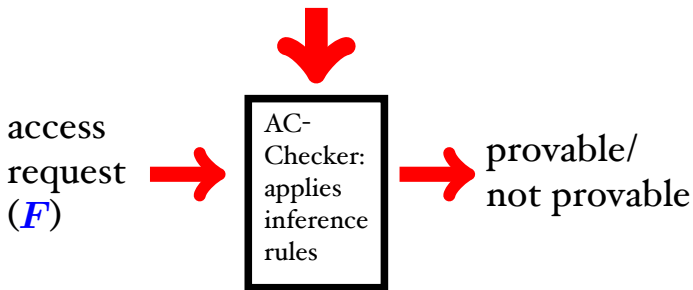 access
request
(F)
AC-
Checker:
applies
inference
rules
provable/
not provable